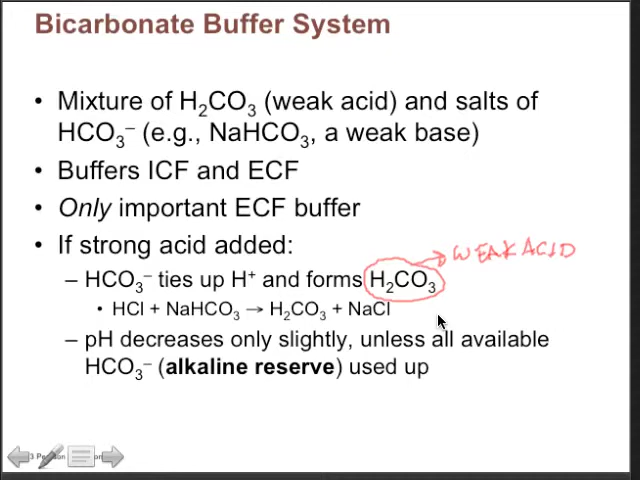 Bicarbonate Buffer System
• Mixture of H₂CO₃ (weak acid) and salts of
HCO₃⁻ (e.g., NaHCO₃, a weak base)
• Buffers ICF and ECF
• Only important ECF buffer
• If strong acid added:
WEAK ACID
– HCO₃⁻ ties up H⁺ and forms H₂CO₃
• HCl + NaHCO₃ → H₂CO₃ + NaCl
– pH decreases only slightly, unless all available
HCO₃⁻ (alkaline reserve) used up